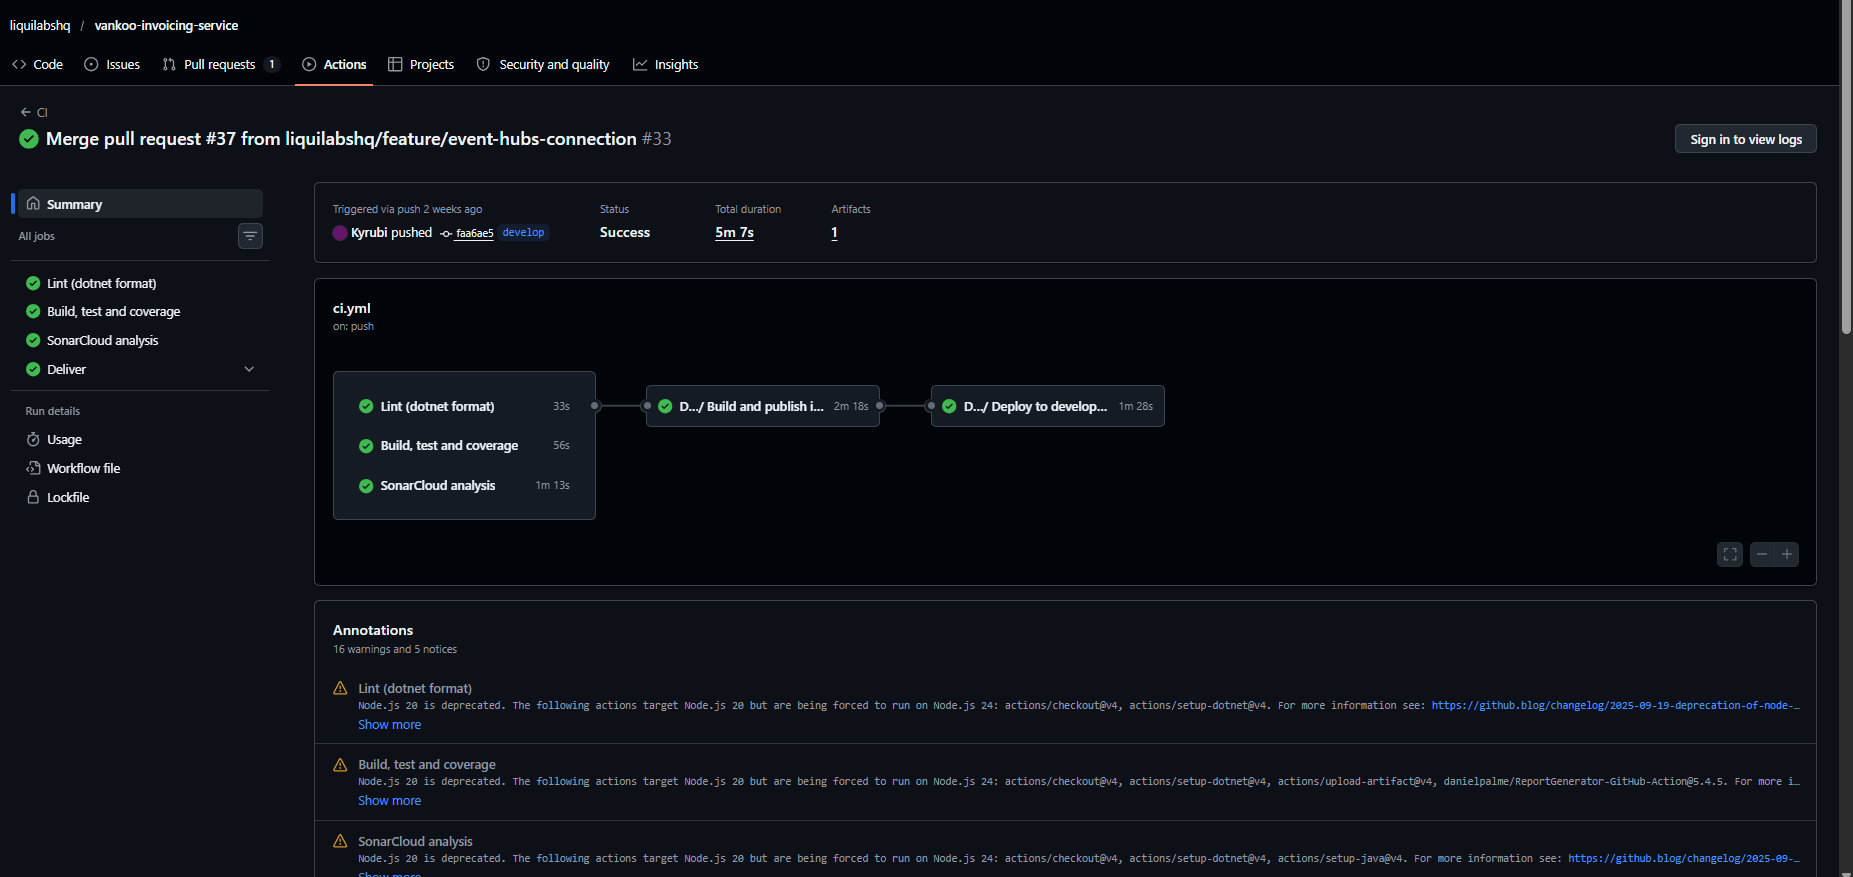 liquilabshq / vankoo-invoicing-service
Code Issues Pull requests 1 Actions Projects Security and quality Insights
CI
Merge pull request #37 from liquilabshq/feature/event-hubs-connection #33
Sign in to view logs
Summary
All jobs
Lint (dotnet format)
Build, test and coverage
SonarCloud analysis
Deliver
Run details
Usage
Workflow file
Lockfile
Triggered via push 2 weeks ago Status Total duration Artifacts
Kyrubi pushed faa6ae5 develop Success 5m 7s 1
ci.yml
on: push
Lint (dotnet format) 33s
Build, test and coverage 56s
SonarCloud analysis 1m 13s
D.../ Build and publish i... 2m 18s
D.../ Deploy to develop... 1m 28s
Annotations
16 warnings and 5 notices
Lint (dotnet format)
Node.js 20 is deprecated. The following actions target Node.js 20 but are being forced to run on Node.js 24: actions/checkout@v4, actions/setup-dotnet@v4. For more information see: https://github.blog/changelog/2025-09-19-deprecation-of-node-…
Show more
Build, test and coverage
Node.js 20 is deprecated. The following actions target Node.js 20 but are being forced to run on Node.js 24: actions/checkout@v4, actions/setup-dotnet@v4, actions/upload-artifact@v4, danielpalme/ReportGenerator-GitHub-Action@5.4.5. For more i…
Show more
SonarCloud analysis
Node.js 20 is deprecated. The following actions target Node.js 20 but are being forced to run on Node.js 24: actions/checkout@v4, actions/setup-dotnet@v4, actions/setup-java@v4. For more information see: https://github.blog/changelog/2025-09-…
Show more